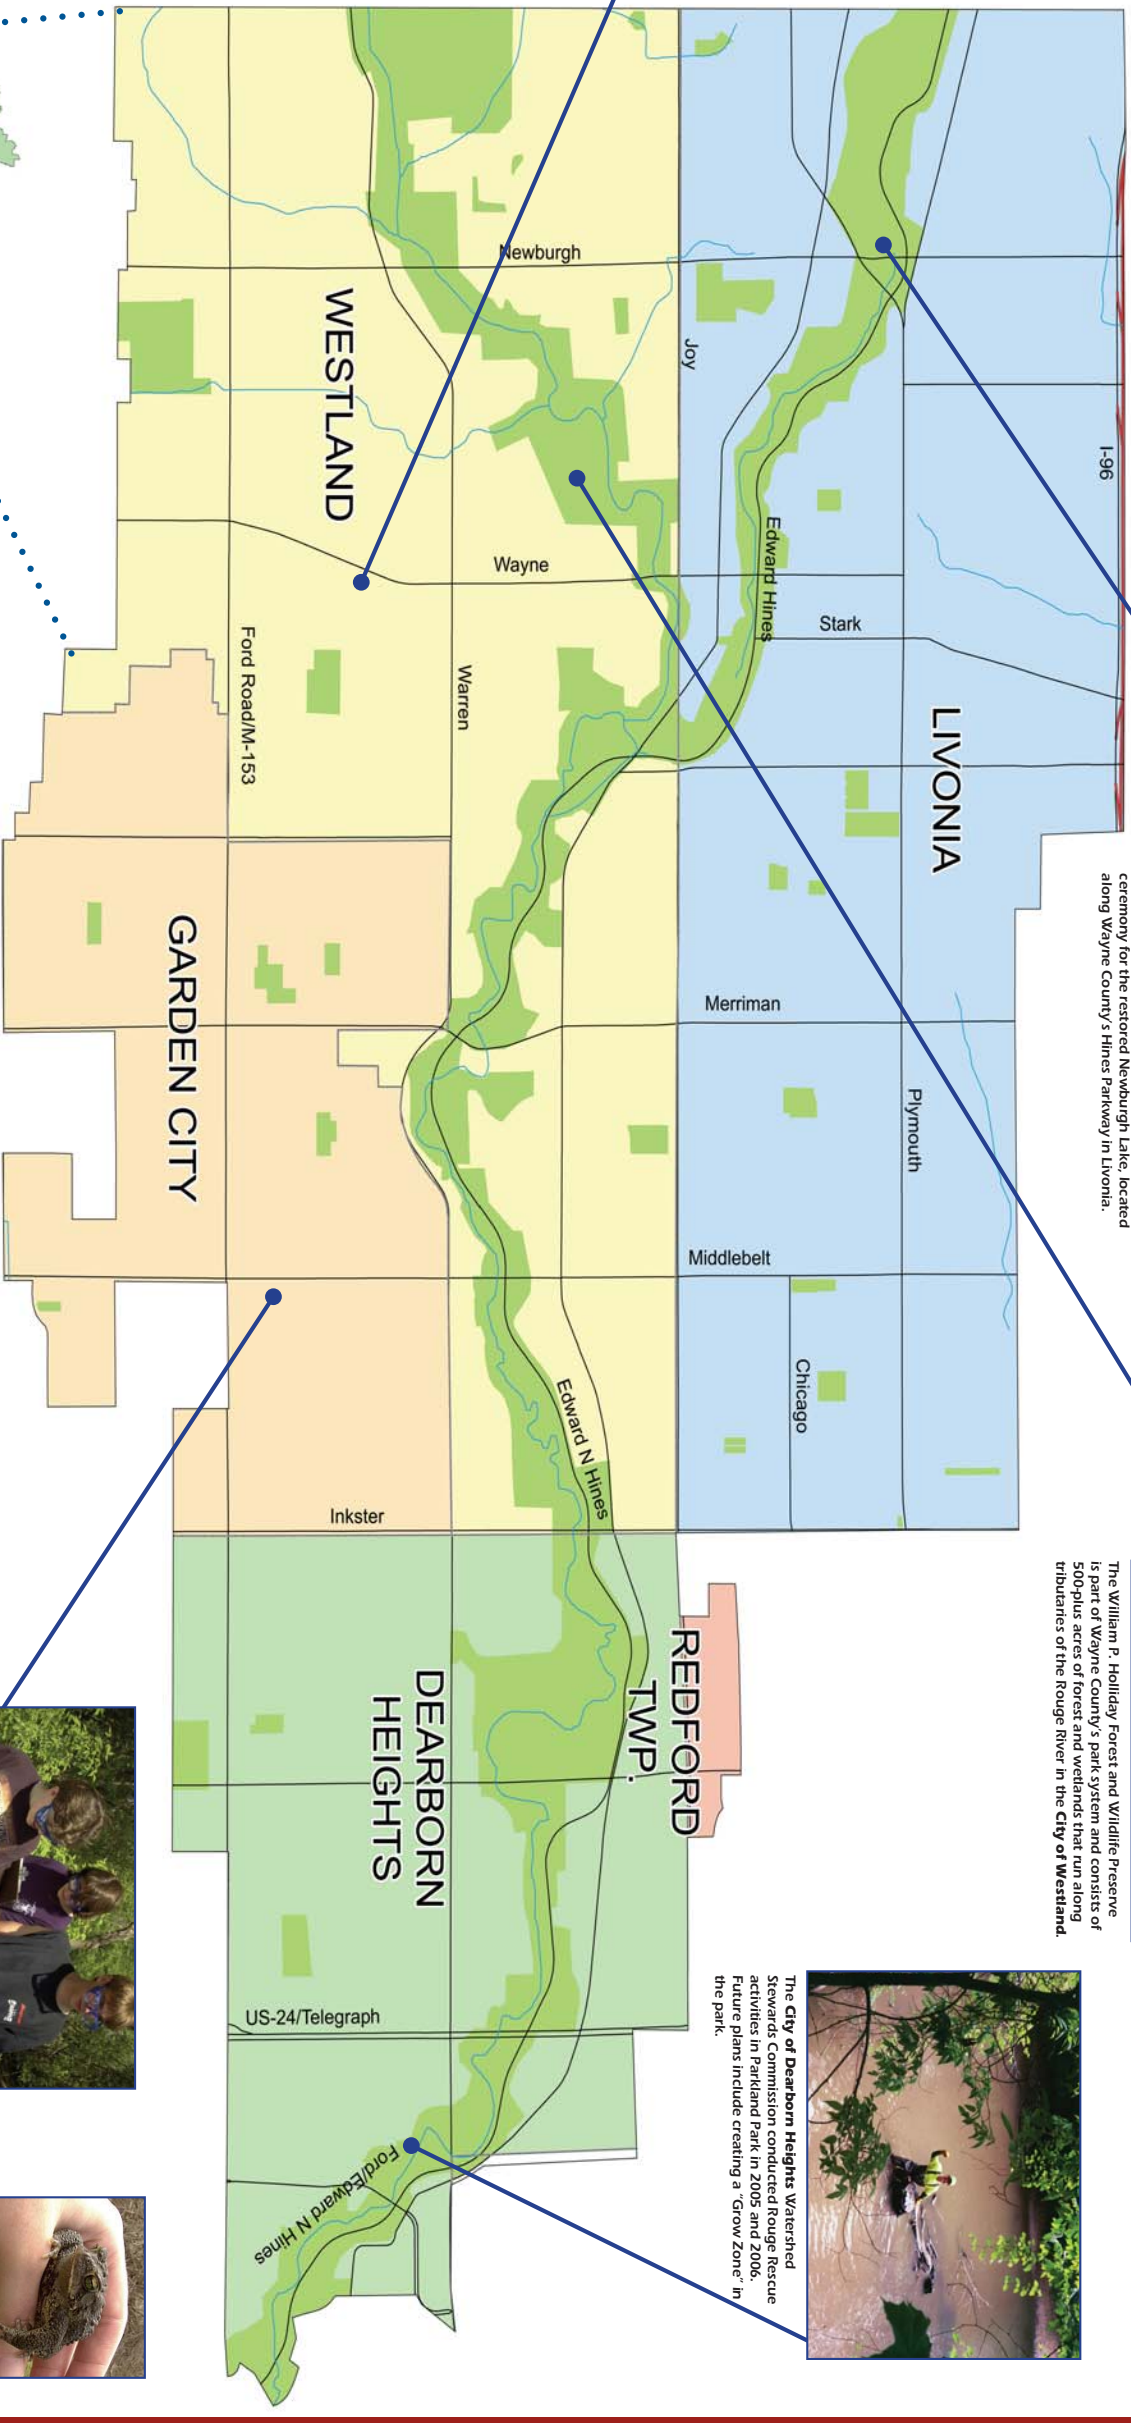 ceremony for the restored Newburgh Lake, located
along Wayne County's Hines Parkway in Livonia.
The William P. Holliday Forest and Wildlife Preserve
is part of Wayne County's park system and consists of
500-plus acres of forest and wetlands that run along
tributaries of the Rouge River in the City of Westland.
The City of Dearborn Heights Watershed
Stewards Commission conducted Rouge Rescue
activities in Parkland Park in 2005 and 2006.
Future plans include creating a "Grow Zone" in
the park.
I-96
LIVONIA
Plymouth
Stark
Chicago
Edward Hines
Merriman
Middlebelt
Joy
REDFORD
TWP.
Newburgh
Wayne
Edward N Hines
Warren
DEARBORN
HEIGHTS
WESTLAND
Inkster
Ford Road/M-153
US-24/Telegraph
Ford/Edward N Hines
GARDEN CITY